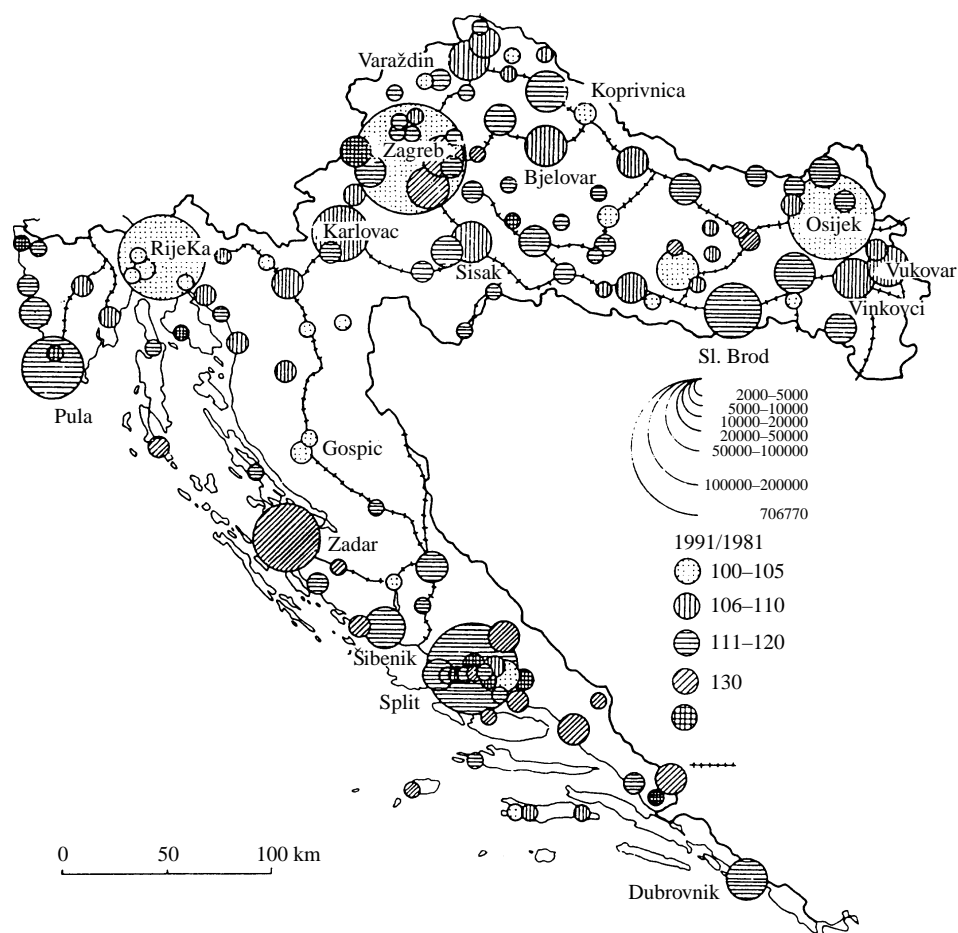 Varaždin
Koprivnica
Zagreb
Bjelovar
RijeKa
Karlovac
Osijek
Sisak
Vukovar
Vinkovci
Sl. Brod
Pula
2000–5000
5000–10000
10000–20000
20000–50000
50000–100000
100000–200000
706770
Gospic
Zadar
1991/1981
100–105
106–110
111–120
130
Šibenik
Split
0 50 100 km
Dubrovnik